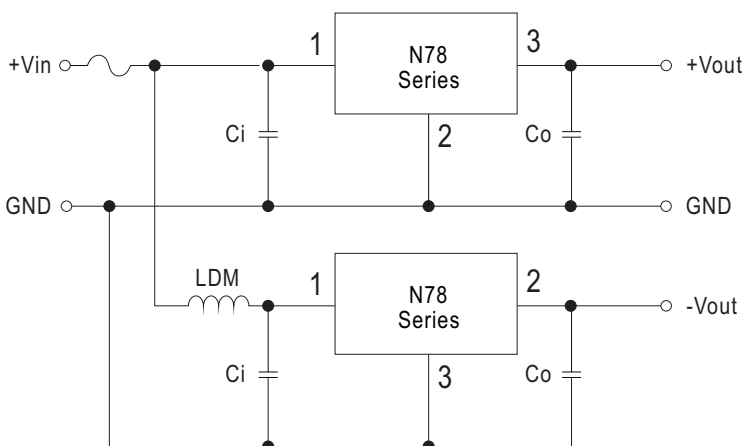 +Vin
1
N78
Series
3
+Vout
Ci
2
Co
GND
GND
LDM
1
N78
Series
2
-Vout
Ci
3
Co